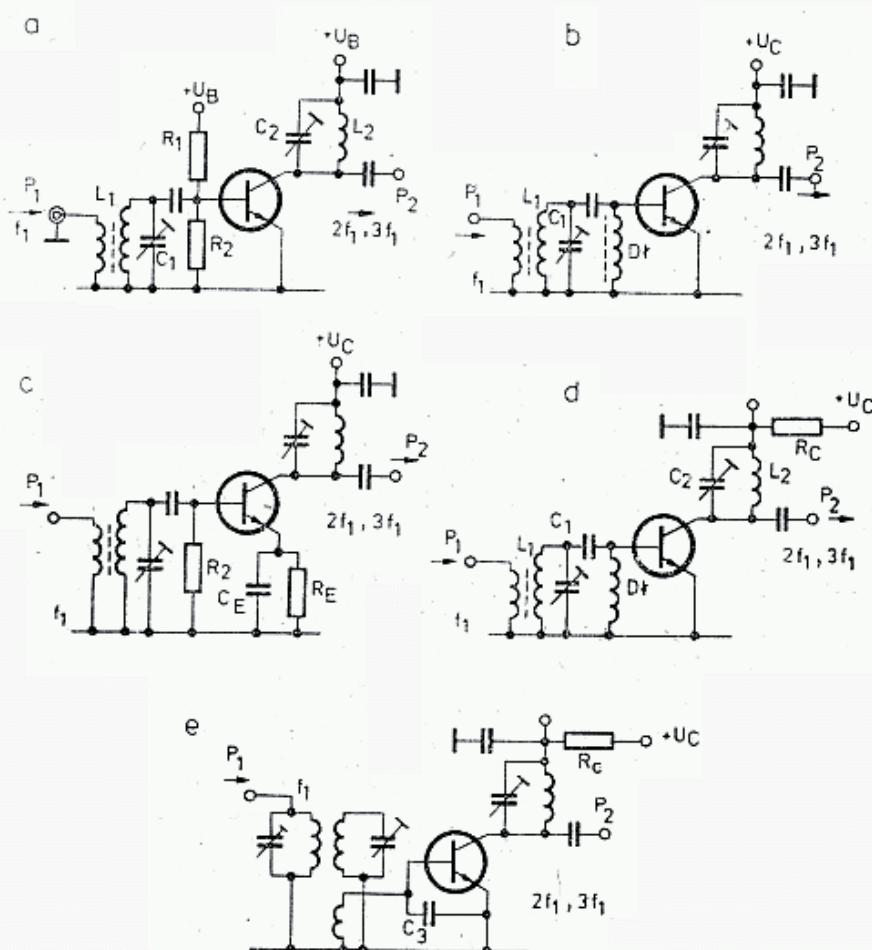 a
+UB
+UB
R1
C2
L2
P1
L1
f1
C1
R2
P2
2f1, 3f1
b
+UC
P1
L1
C1
P2
Dł
f1
2f1, 3f1
c
+UC
P1
P2
R2
CE
RE
2f1, 3f1
f1
d
+UC
RC
C2
L2
P1
L1
C1
P2
Dł
f1
2f1, 3f1
e
P1
f1
+UC
RC
P2
C3
2f1, 3f1